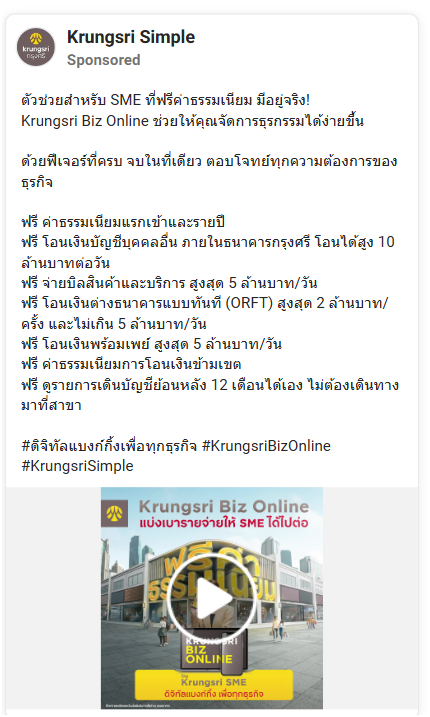 krungsri
กรุงศรี
Krungsri Simple
Sponsored
ตัวช่วยสำหรับ SME ที่ฟรีค่าธรรมเนียม มีอยู่จริง!
Krungsri Biz Online ช่วยให้คุณจัดการธุรกรรมได้ง่ายขึ้น
ด้วยฟีเจอร์ที่ครบ จบในที่เดียว ตอบโจทย์ทุกความต้องการของ
ธุรกิจ
ฟรี ค่าธรรมเนียมแรกเข้าและรายปี
ฟรี โอนเงินบัญชีบุคคลอื่น ภายในธนาคารกรุงศรี โอนได้สูง 10
ล้านบาทต่อวัน
ฟรี จ่ายบิลสินค้าและบริการ สูงสุด 5 ล้านบาท/วัน
ฟรี โอนเงินต่างธนาคารแบบทันที (ORFT) สูงสุด 2 ล้านบาท/
ครั้ง และไม่เกิน 5 ล้านบาท/วัน
ฟรี โอนเงินพร้อมเพย์ สูงสุด 5 ล้านบาท/วัน
ฟรี ค่าธรรมเนียมการโอนเงินข้ามเขต
ฟรี ดูรายการเดินบัญชีย้อนหลัง 12 เดือนได้เอง ไม่ต้องเดินทาง
มาที่สาขา
#ดิจิทัลแบงก์กิ้งเพื่อทุกธุรกิจ #KrungsriBizOnline
#KrungsriSimple
Krungsri Biz Online
แบ่งเบารายจ่ายให้ SME ได้ไปต่อ
ฟรีค่า
ธรรมเนียม
KRUNGSRI
BIZ
ONLINE
Krungsri SME
ดิจิทัลแบงก์กิ้ง เพื่อทุกธุรกิจ